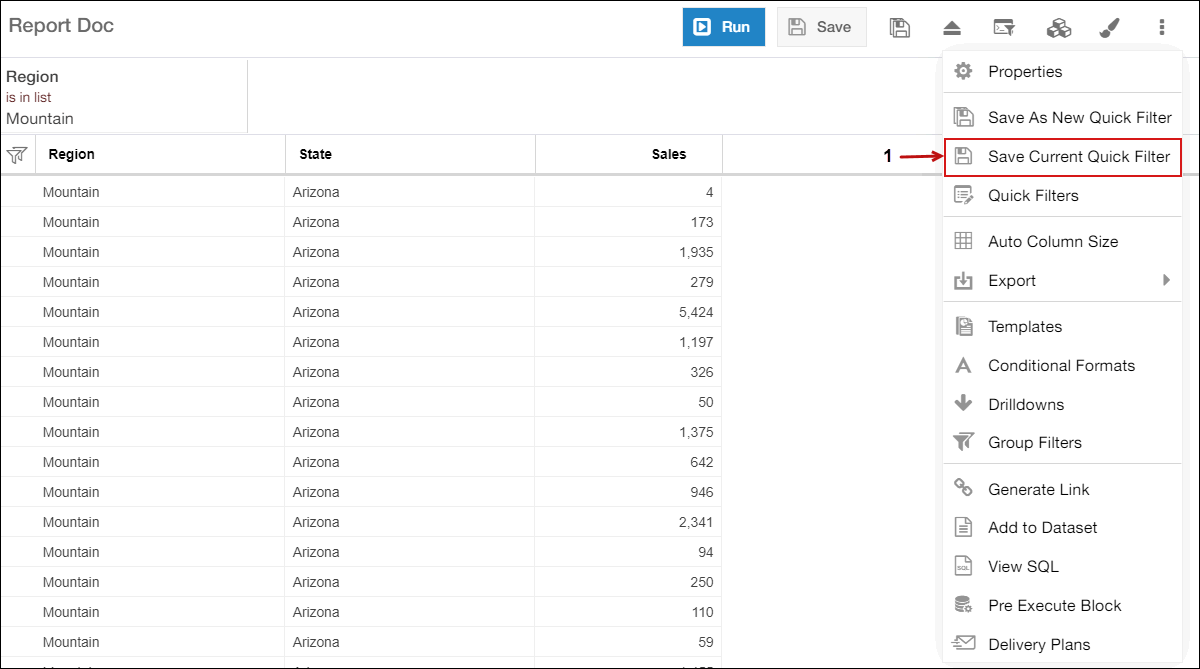 Report Doc
Run
Save
Region
is in list
Mountain
Region State Sales
Mountain Arizona 4
Mountain Arizona 173
Mountain Arizona 1,935
Mountain Arizona 279
Mountain Arizona 5,424
Mountain Arizona 1,197
Mountain Arizona 326
Mountain Arizona 50
Mountain Arizona 1,375
Mountain Arizona 642
Mountain Arizona 946
Mountain Arizona 2,341
Mountain Arizona 94
Mountain Arizona 250
Mountain Arizona 110
Mountain Arizona 59
Properties
Save As New Quick Filter
1
Save Current Quick Filter
Quick Filters
Auto Column Size
Export
Templates
Conditional Formats
Drilldowns
Group Filters
Generate Link
Add to Dataset
SQL
View SQL
Pre Execute Block
Delivery Plans